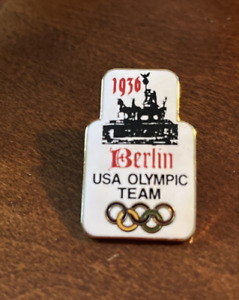 1936
Berlin
USA OLYMPIC
TEAM